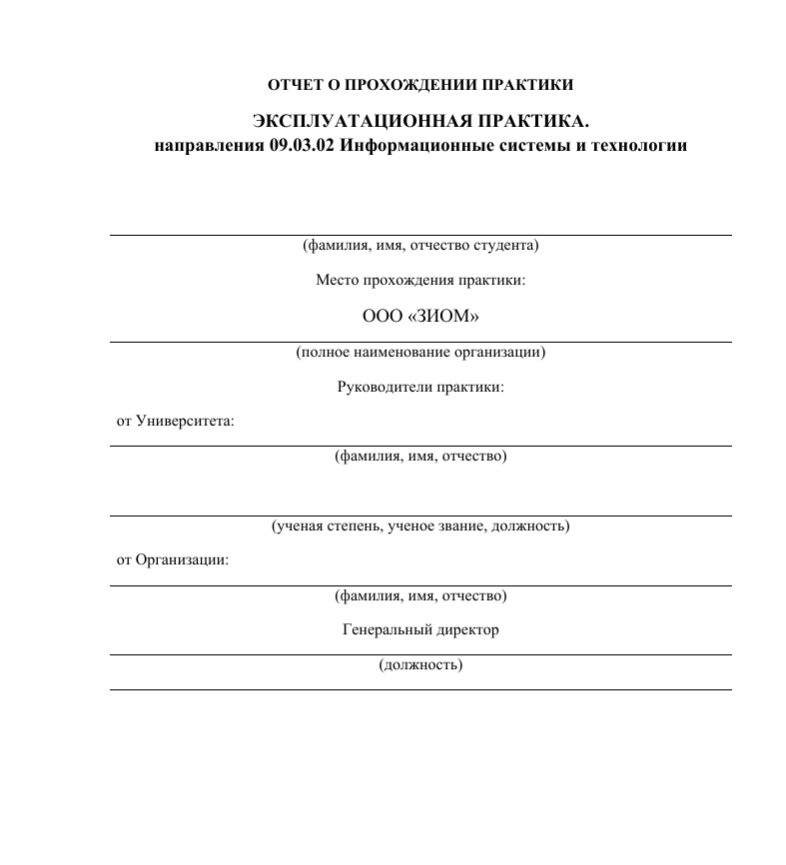 ОТЧЕТ О ПРОХОЖДЕНИИ ПРАКТИКИ
ЭКСПЛУАТАЦИОННАЯ ПРАКТИКА.
направления 09.03.02 Информационные системы и технологии
(фамилия, имя, отчество студента)
Место прохождения практики:
ООО «ЗИОМ»
(полное наименование организации)
Руководители практики:
от Университета:
(фамилия, имя, отчество)
(ученая степень, ученое звание, должность)
от Организации:
(фамилия, имя, отчество)
Генеральный директор
(должность)